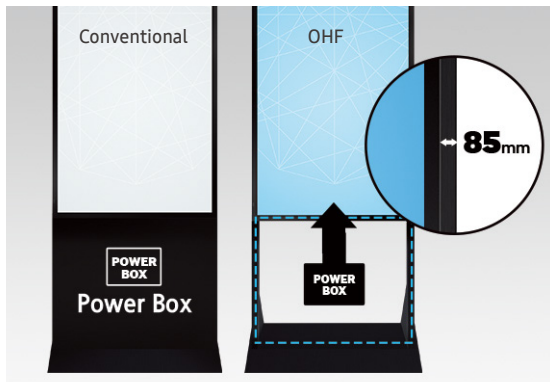 Conventional
OHF
85mm
POWER
BOX
Power Box
POWER
BOX